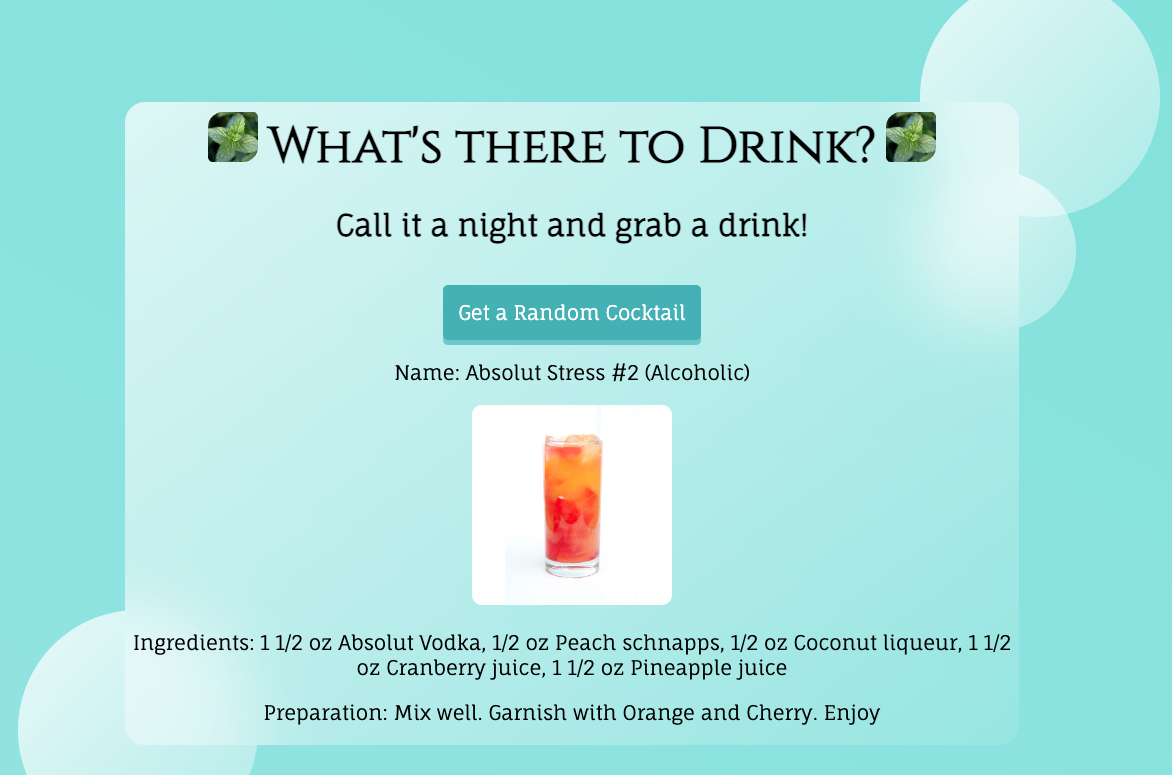 What's there to Drink?
Call it a night and grab a drink!
Get a Random Cocktail
Name: Absolut Stress #2 (Alcoholic)
Ingredients: 1 1/2 oz Absolut Vodka, 1/2 oz Peach schnapps, 1/2 oz Coconut liqueur, 1 1/2
oz Cranberry juice, 1 1/2 oz Pineapple juice
Preparation: Mix well. Garnish with Orange and Cherry. Enjoy